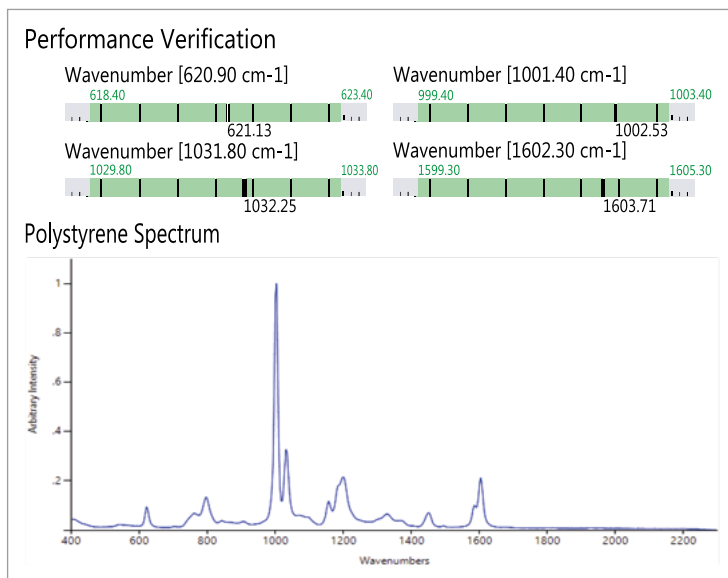 Performance Verification
Wavenumber [620.90 cm-1]
618.40 623.40
621.13
Wavenumber [1001.40 cm-1]
999.40 1003.40
1002.53
Wavenumber [1031.80 cm-1]
1029.80 1033.80
1032.25
Wavenumber [1602.30 cm-1]
1599.30 1605.30
1603.71
Polystyrene Spectrum
1
.8
.6
.4
.2
Arbitrary Intensity
400 600 800 1000 1200 1400 1600 1800 2000 2200
Wavenumbers